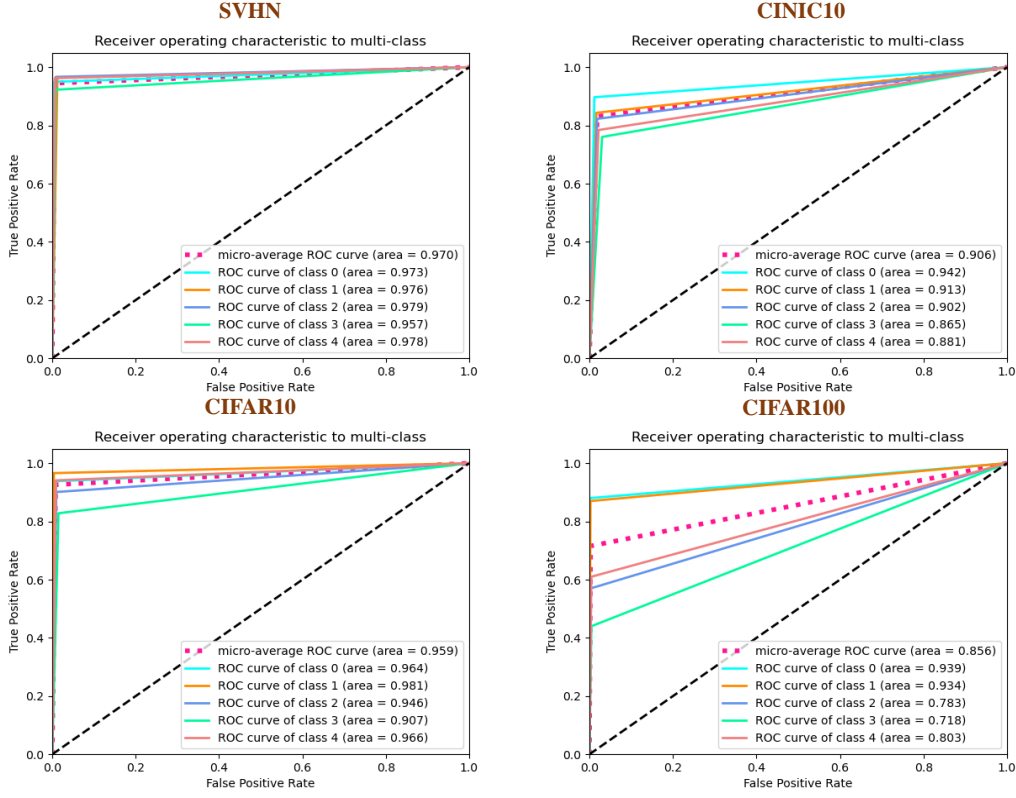 SVHN
Receiver operating characteristic to multi-class
True Positive Rate
1.0
0.8
0.6
0.4
0.2
0.0
micro-average ROC curve (area = 0.970)
ROC curve of class 0 (area = 0.973)
ROC curve of class 1 (area = 0.976)
ROC curve of class 2 (area = 0.979)
ROC curve of class 3 (area = 0.957)
ROC curve of class 4 (area = 0.978)
0.0 0.2 0.4 0.6 0.8 1.0
False Positive Rate
CINIC10
Receiver operating characteristic to multi-class
True Positive Rate
1.0
0.8
0.6
0.4
0.2
0.0
micro-average ROC curve (area = 0.906)
ROC curve of class 0 (area = 0.942)
ROC curve of class 1 (area = 0.913)
ROC curve of class 2 (area = 0.902)
ROC curve of class 3 (area = 0.865)
ROC curve of class 4 (area = 0.881)
0.0 0.2 0.4 0.6 0.8 1.0
False Positive Rate
CIFAR10
Receiver operating characteristic to multi-class
True Positive Rate
1.0
0.8
0.6
0.4
0.2
0.0
micro-average ROC curve (area = 0.959)
ROC curve of class 0 (area = 0.964)
ROC curve of class 1 (area = 0.981)
ROC curve of class 2 (area = 0.946)
ROC curve of class 3 (area = 0.907)
ROC curve of class 4 (area = 0.966)
0.0 0.2 0.4 0.6 0.8 1.0
False Positive Rate
CIFAR100
Receiver operating characteristic to multi-class
True Positive Rate
1.0
0.8
0.6
0.4
0.2
0.0
micro-average ROC curve (area = 0.856)
ROC curve of class 0 (area = 0.939)
ROC curve of class 1 (area = 0.934)
ROC curve of class 2 (area = 0.783)
ROC curve of class 3 (area = 0.718)
ROC curve of class 4 (area = 0.803)
0.0 0.2 0.4 0.6 0.8 1.0
False Positive Rate